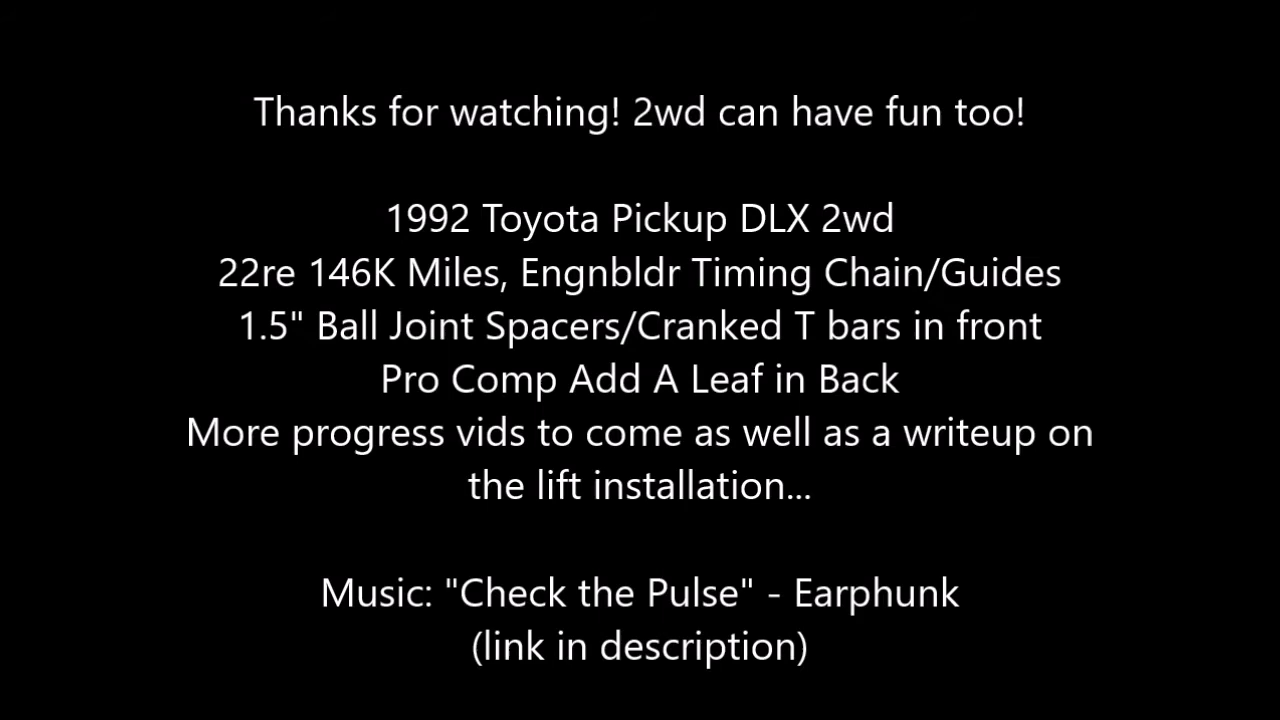 Thanks for watching! 2wd can have fun too!
1992 Toyota Pickup DLX 2wd
22re 146K Miles, Engnbldr Timing Chain/Guides
1.5" Ball Joint Spacers/Cranked T bars in front
Pro Comp Add A Leaf in Back
More progress vids to come as well as a writeup on
the lift installation...
Music: "Check the Pulse" - Earphunk
(link in description)